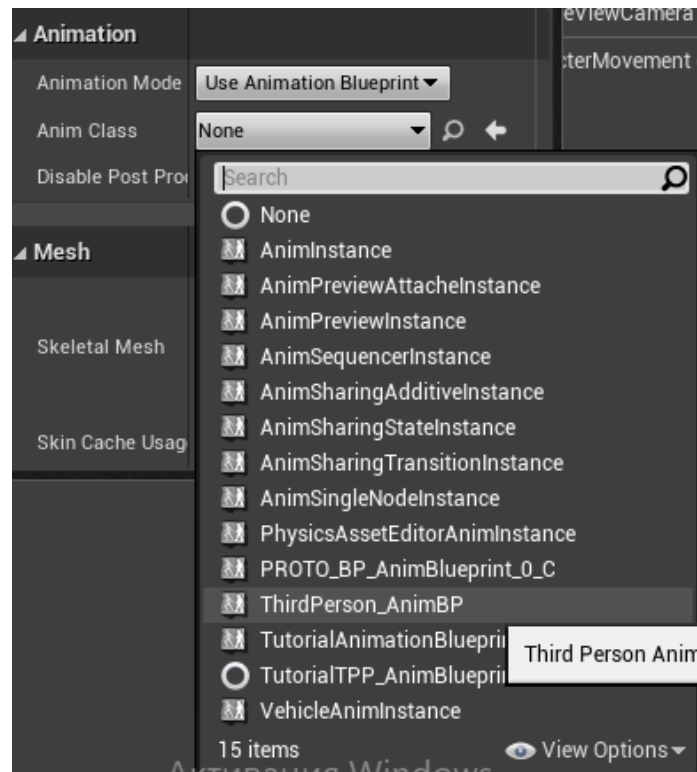 eViewCamera
Animation
cterMovement
Animation Mode Use Animation Blueprint
Anim Class None
Disable Post Pro
Search
None
Mesh
AnimInstance
AnimPreviewAttacheInstance
AnimPreviewInstance
Skeletal Mesh
AnimSequencerInstance
AnimSharingAdditiveInstance
AnimSharingStateInstance
Skin Cache Usag
AnimSharingTransitionInstance
AnimSingleNodeInstance
PhysicsAssetEditorAnimInstance
PROTO_BP_AnimBlueprint_0_C
ThirdPerson_AnimBP
TutorialAnimationBluepri
Third Person Anim
TutorialTPP_AnimBluepri
VehicleAnimInstance
15 items View Options
Активация Windows